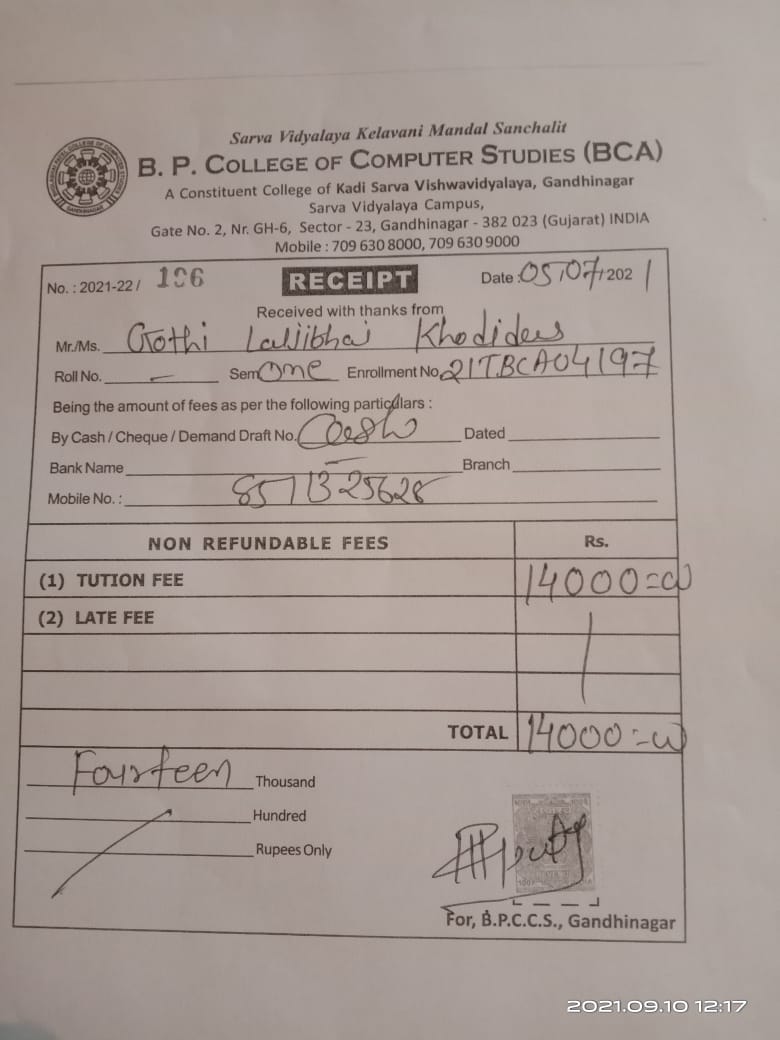 Sarva Vidyalaya Kelavani Mandal Sanchalit
B. P. COLLEGE OF COMPUTER STUDIES (BCA)
A Constituent College of Kadi Sarva Vishwavidyalaya, Gandhinagar
Sarva Vidyalaya Campus,
Gate No. 2, Nr. GH-6, Sector - 23, Gandhinagar - 382 023 (Gujarat) INDIA
Mobile : 709 630 8000, 709 630 9000
No. : 2021-22 / 196 RECEIPT Date : 05/07/2021
Received with thanks from
Mr./Ms. Gothi Laljibhai Khodidas
Roll No. — Sem One Enrollment No. 21TBCA04197
Being the amount of fees as per the following particulars :
By Cash / Cheque / Demand Draft No. Cash Dated
Bank Name — Branch
Mobile No. : 8571325628
NON REFUNDABLE FEES Rs.
(1) TUTION FEE 14000=00
(2) LATE FEE
TOTAL 14000=00
Fourteen Thousand
Hundred
Rupees Only
For, B.P.C.C.S., Gandhinagar
2021.09.10 12:17